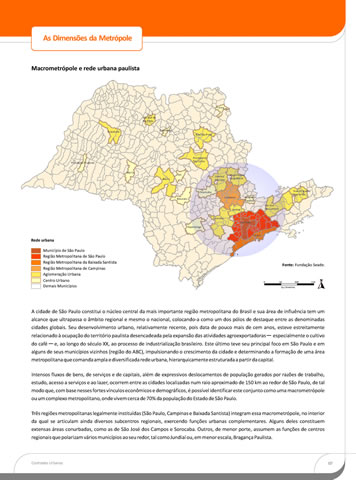 As Dimensões da Metrópole
Macrometrópole e rede urbana paulista
Rede urbana
Município de São Paulo
Região Metropolitana de São Paulo
Região Metropolitana da Baixada Santista
Região Metropolitana de Campinas
Aglomeração Urbana
Centro Urbano
Demais Municípios
Fonte: Fundação Seade.
A cidade de São Paulo constitui o núcleo central da mais importante região metropolitana do Brasil e sua área de influência tem um
alcance que ultrapassa o âmbito regional e mesmo o nacional, colocando-a como um dos pólos de destaque entre as denominadas
cidades globais. Seu desenvolvimento urbano, relativamente recente, pois data de pouco mais de cem anos, esteve estreitamente
relacionado à ocupação do território paulista desencadeada pela expansão das atividades agroexportadoras — especialmente o cultivo
do café — e, ao longo do século XX, ao processo de industrialização brasileiro. Este último teve seu principal foco em São Paulo e em
alguns de seus municípios vizinhos (região do ABC), impulsionando o crescimento da cidade e determinando a formação de uma área
metropolitana que comanda ampla e diversificada rede urbana, hierarquicamente estruturada a partir da capital.
Intensos fluxos de bens, de serviços e de capitais, além de expressivos deslocamentos de população gerados por razões de trabalho,
estudo, acesso a serviços e ao lazer, ocorrem entre as cidades localizadas num raio aproximado de 150 km ao redor de São Paulo, de tal
modo que, com base nesses fortes vínculos econômicos e demográficos, é possível identificar este conjunto como uma macrometrópole
ou um complexo metropolitano, onde vivem cerca de 70% da população do Estado de São Paulo.
Três regiões metropolitanas legalmente instituídas (São Paulo, Campinas e Baixada Santista) integram essa macrometrópole, no interior
da qual se articulam ainda diversos subcentros regionais, exercendo funções urbanas complementares. Alguns deles constituem
extensas áreas conurbadas, como as de São José dos Campos e Sorocaba. Outros, de menor porte, assumem as funções de centros
regionais que polarizam vários municípios ao seu redor, tal como Jundiaí ou, em menor escala, Bragança Paulista.
07